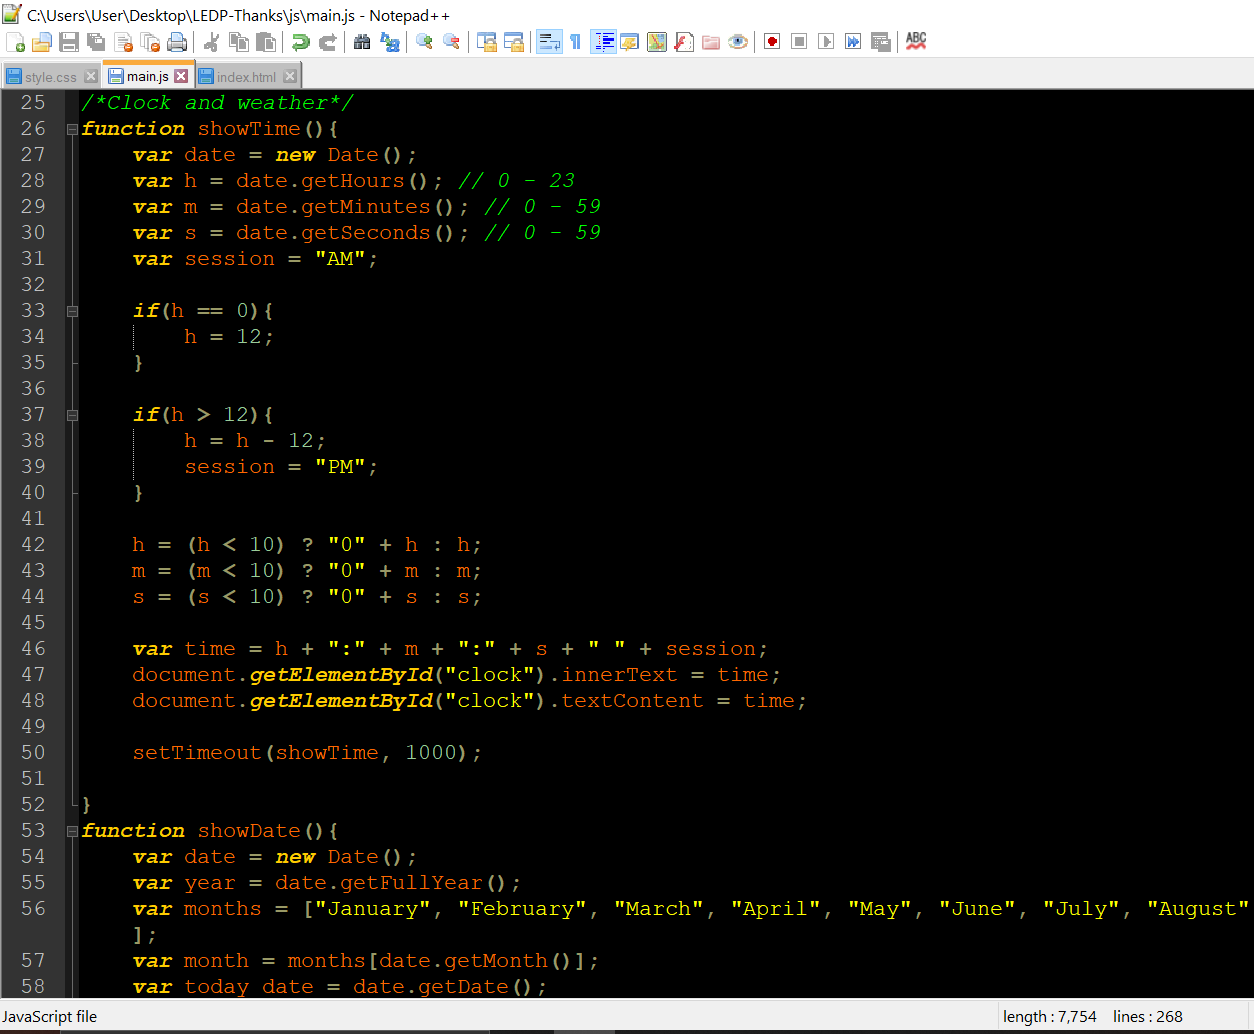 C:\Users\User\Desktop\LEDP-Thanks\js\main.js - Notepad++
ABC
style.css main.js index.html
25 /*Clock and weather*/
26 function showTime(){
27 var date = new Date();
28 var h = date.getHours(); // 0 - 23
29 var m = date.getMinutes(); // 0 - 59
30 var s = date.getSeconds(); // 0 - 59
31 var session = "AM";
32
33 if(h == 0){
34 h = 12;
35 }
36
37 if(h > 12){
38 h = h - 12;
39 session = "PM";
40 }
41
42 h = (h < 10) ? "0" + h : h;
43 m = (m < 10) ? "0" + m : m;
44 s = (s < 10) ? "0" + s : s;
45
46 var time = h + ":" + m + ":" + s + " " + session;
47 document.getElementById("clock").innerText = time;
48 document.getElementById("clock").textContent = time;
49
50 setTimeout(showTime, 1000);
51
52 }
53 function showDate(){
54 var date = new Date();
55 var year = date.getFullYear();
56 var months = ["January", "February", "March", "April", "May", "June", "July", "August"
];
57 var month = months[date.getMonth()];
58 var today date = date.getDate();
JavaScript file length : 7,754 lines : 268